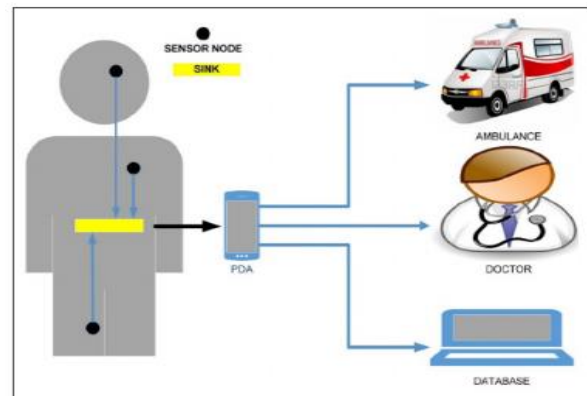 SENSOR NODE
SINK
AMBULANCE
PDA
DOCTOR
DATABASE